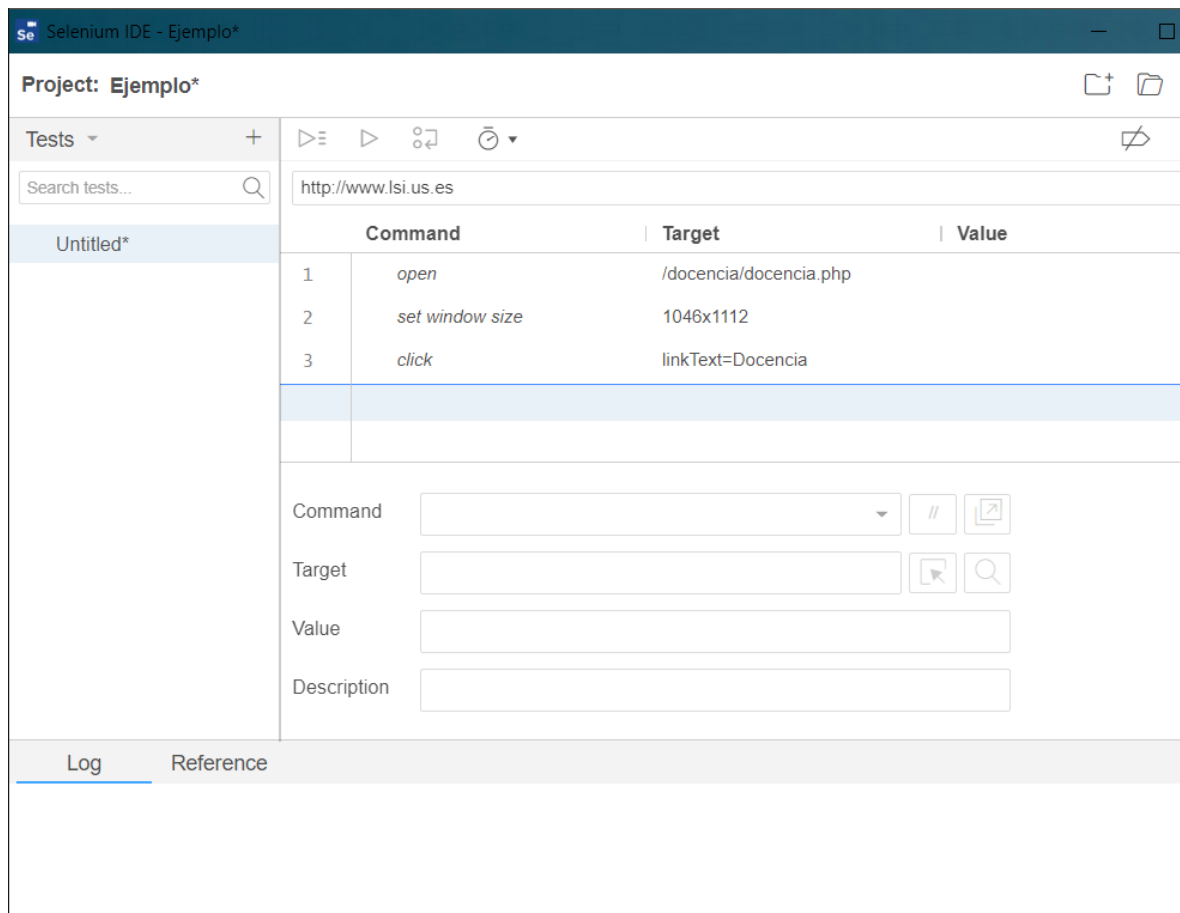 Se Selenium IDE - Ejemplo*
Project: Ejemplo*
Tests
Search tests...
Untitled*
http://www.lsi.us.es
Command Target Value
1 open /docencia/docencia.php
2 set window size 1046x1112
3 click linkText=Docencia
Command //
Target
Value
Description
Log Reference